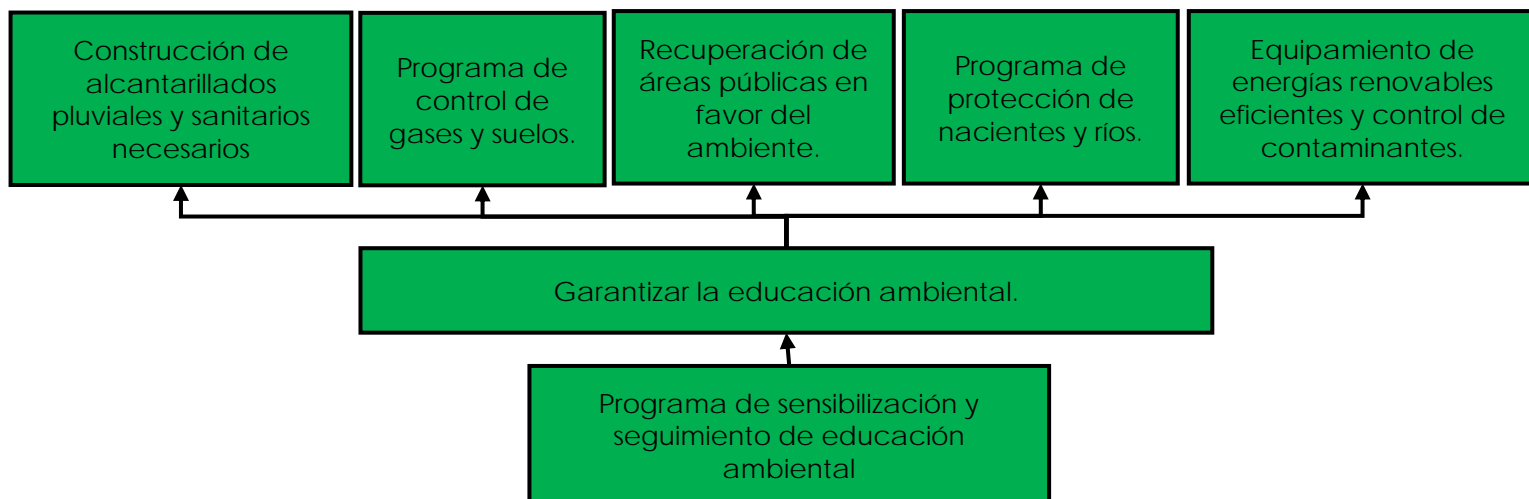 Construcción de
alcantarillados
pluviales y sanitarios
necesarios
Programa de
control de
gases y suelos.
Recuperación de
áreas públicas en
favor del
ambiente.
Programa de
protección de
nacientes y ríos.
Equipamiento de
energías renovables
eficientes y control de
contaminantes.
Garantizar la educación ambiental.
Programa de sensibilización y
seguimiento de educación
ambiental